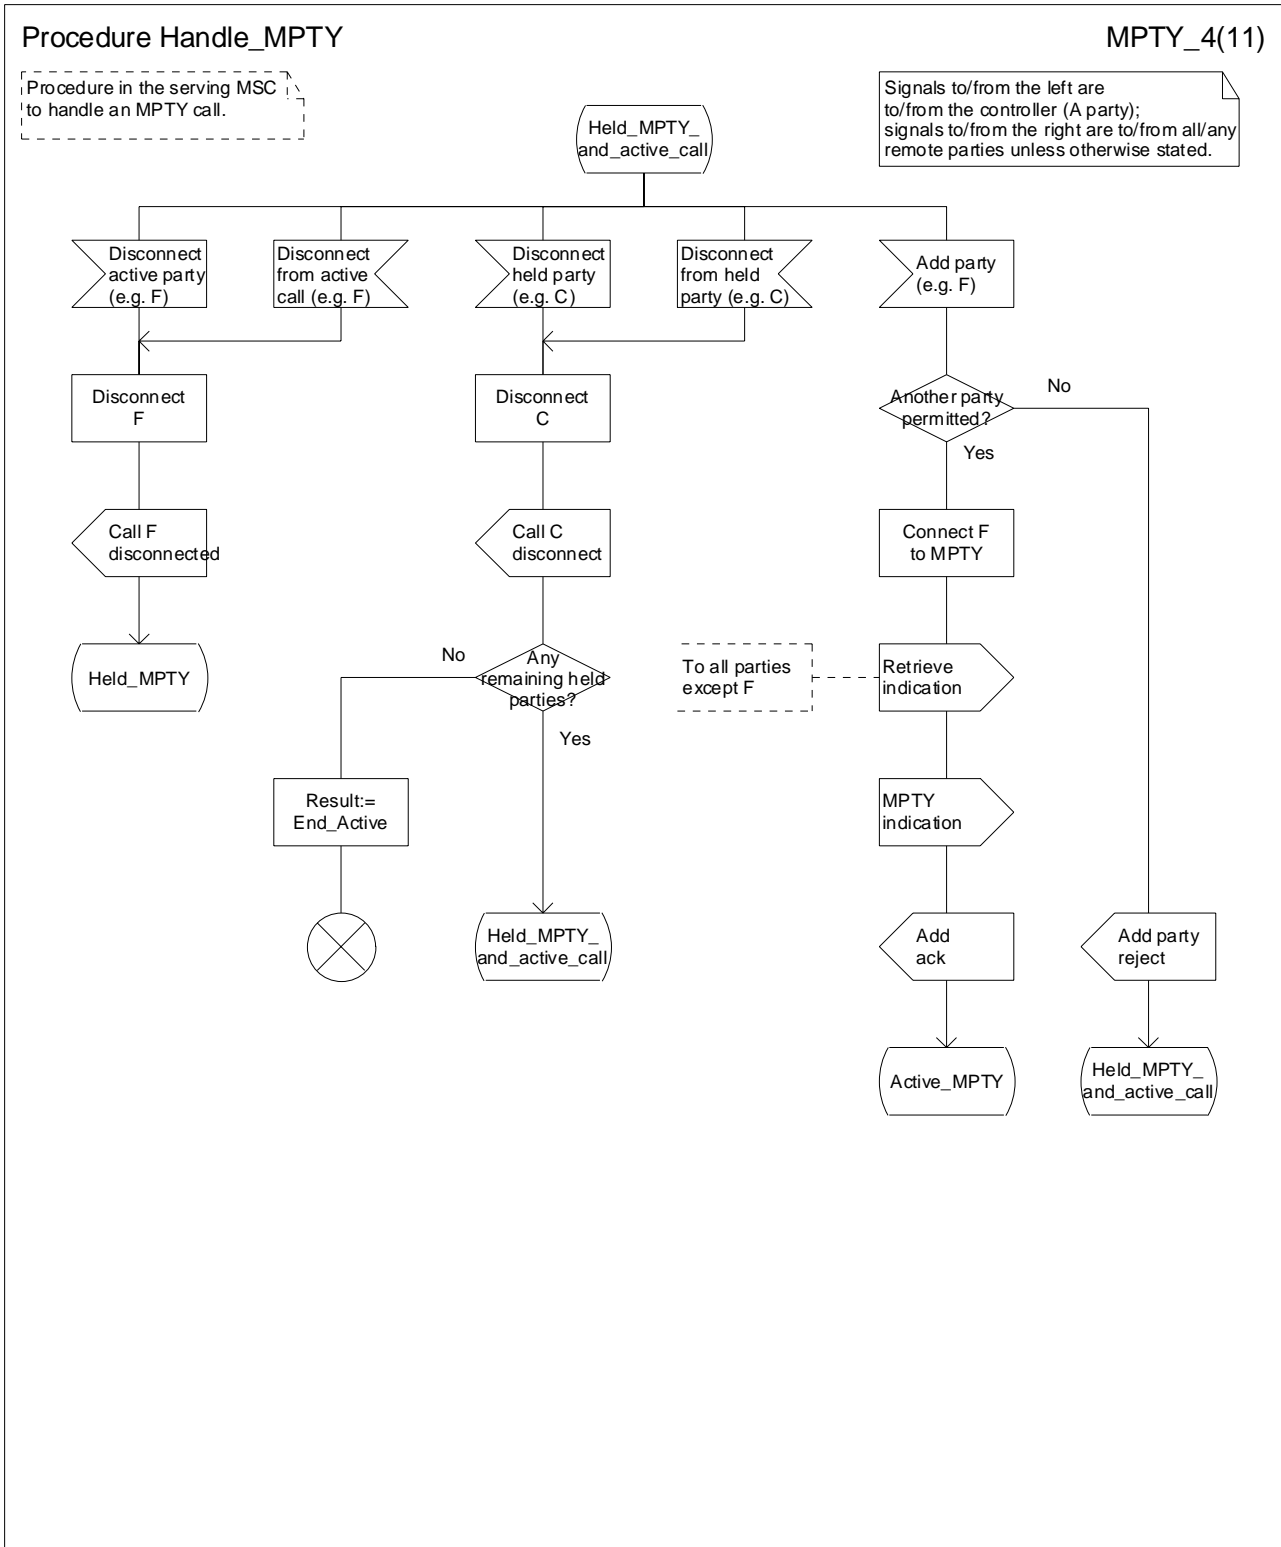 Procedure Handle_MPTY
MPTY_4(11)
Procedure in the serving MSC
to handle an MPTY call.
Signals to/from the left are
to/from the controller (A party);
signals to/from the right are to/from all/any
remote parties unless otherwise stated.
Held_MPTY_
and_active_call
Disconnect
active party
(e.g. F)
Disconnect
from active
call (e.g. F)
Disconnect
held party
(e.g. C)
Disconnect
from held
party (e.g. C)
Add party
(e.g. F)
Disconnect
F
Disconnect
C
Another party
permitted?
No
Yes
Call F
disconnected
Call C
disconnect
Connect F
to MPTY
Held_MPTY
No
Any
remaining held
parties?
Yes
To all parties
except F
Retrieve
indication
Result:=
End_Active
MPTY
indication
Held_MPTY_
and_active_call
Add
ack
Add party
reject
Active_MPTY
Held_MPTY_
and_active_call